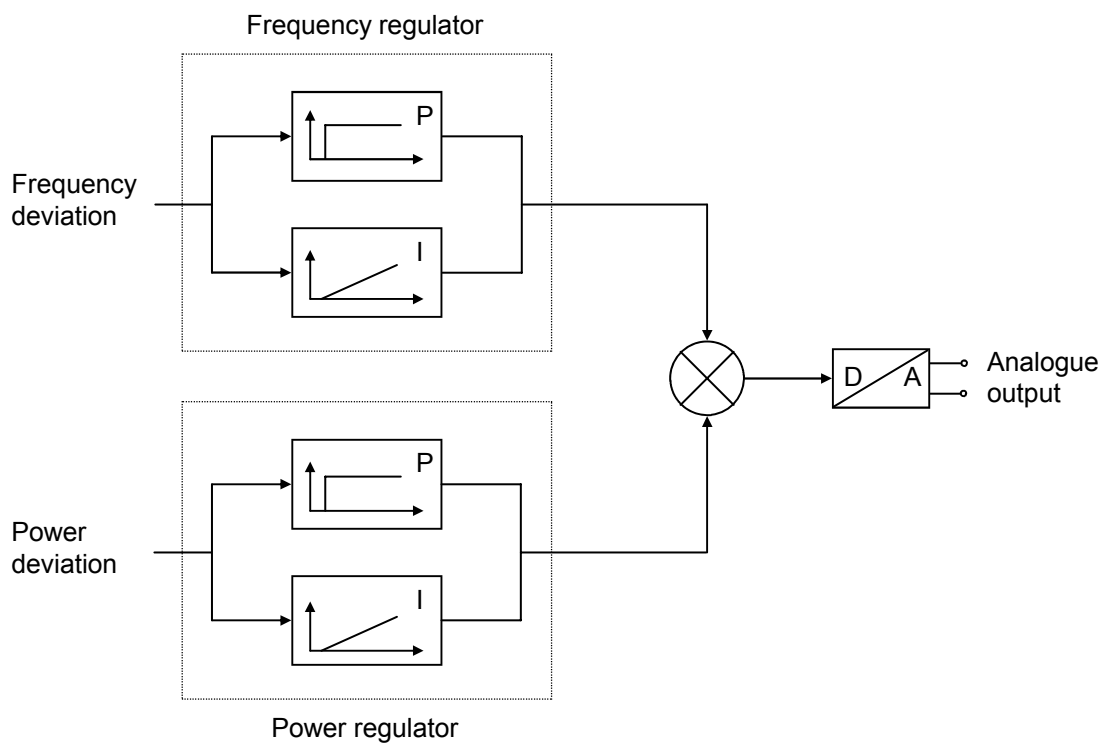 Frequency regulator
P
Frequency
deviation
I
D
A
Analogue
output
P
Power
deviation
I
Power regulator